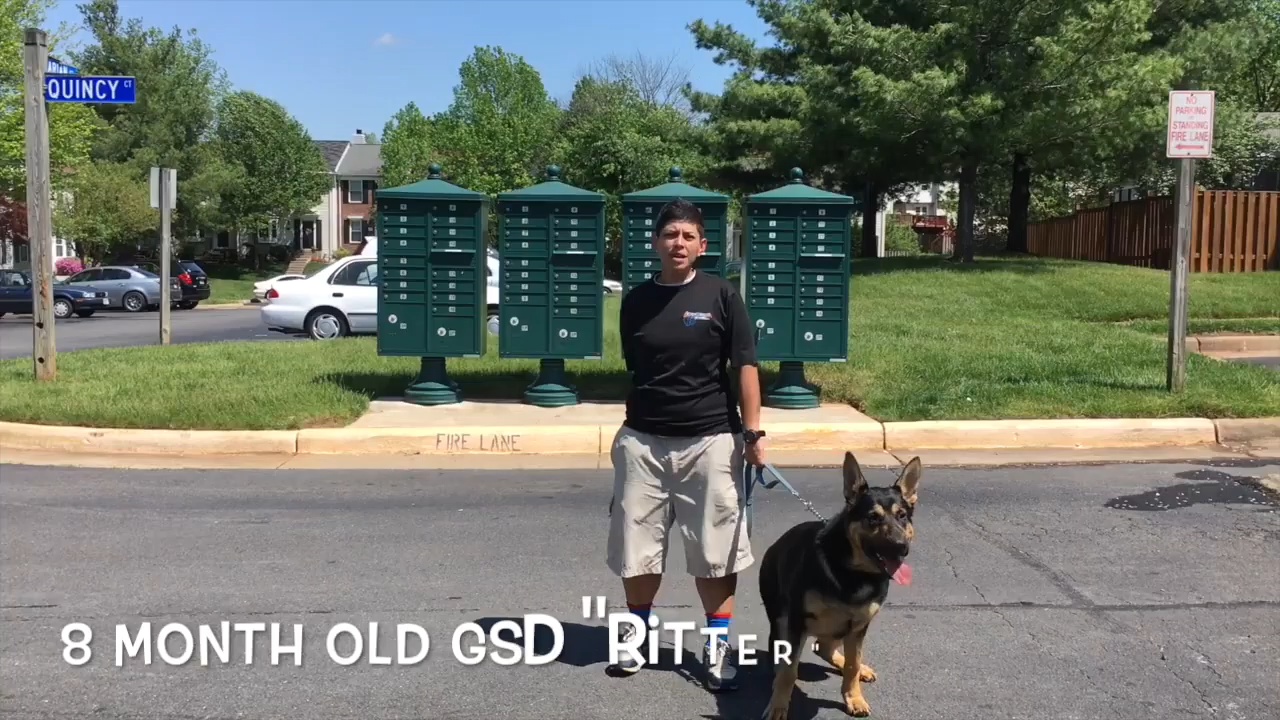 QUINCY CT
NO
PARKING
STANDING
FIRE LANE
FIRE LANE
8 MONTH OLD GSD "RiTTER"